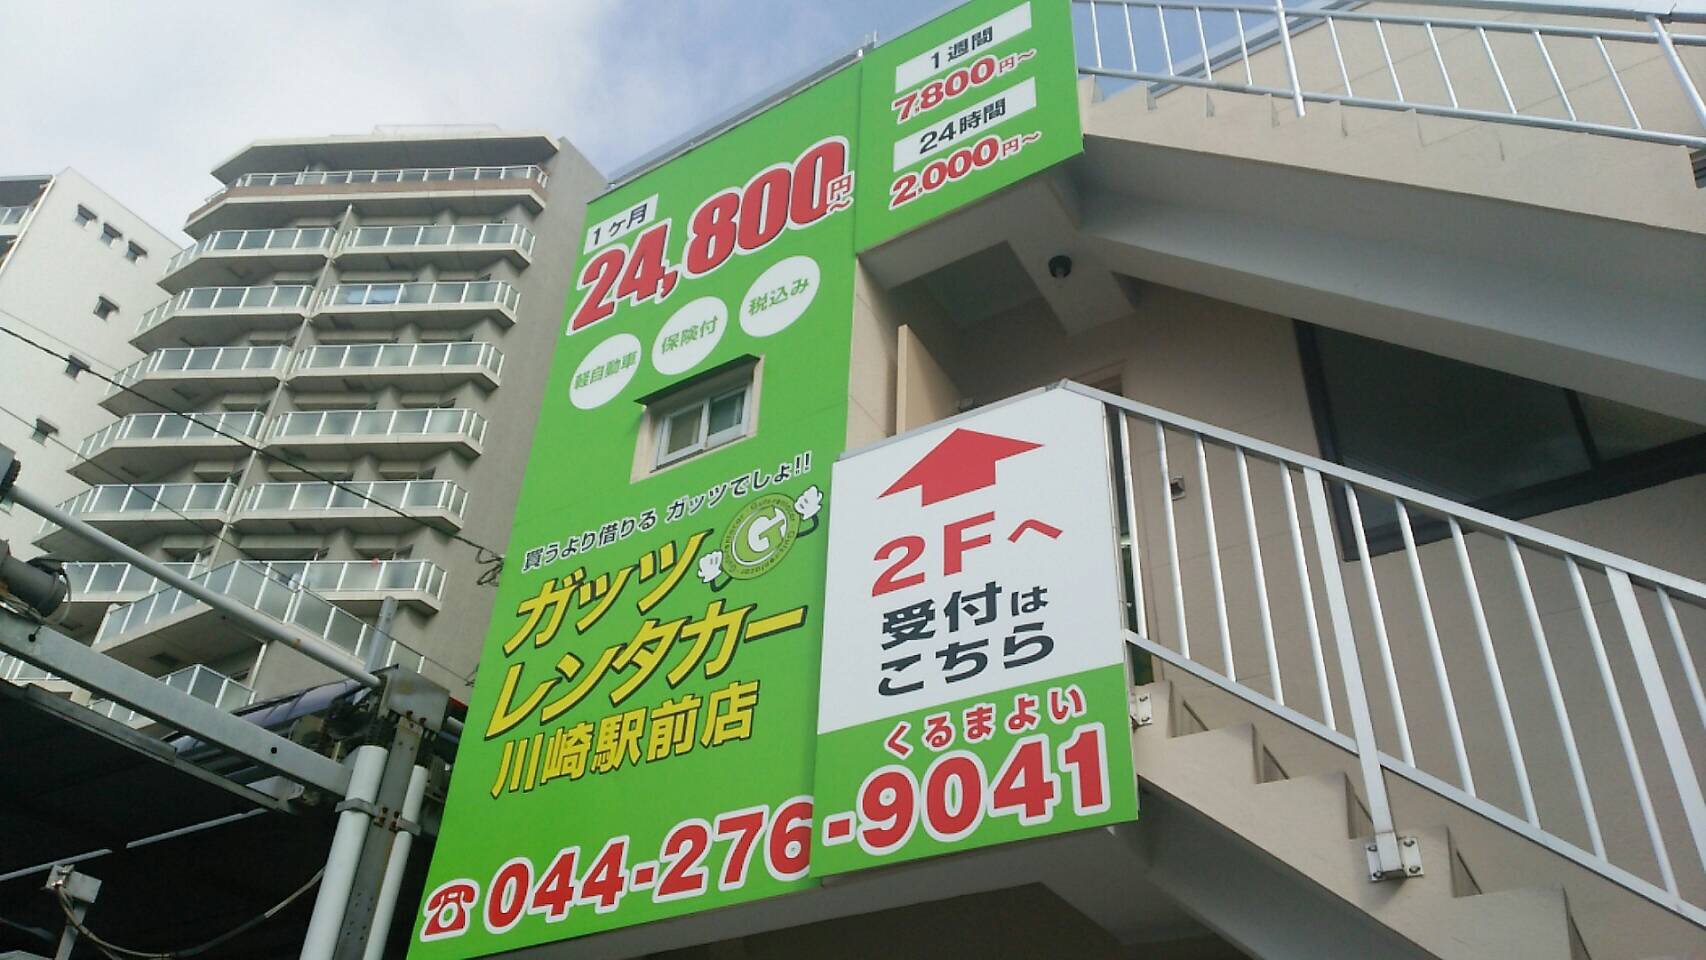 1週間
7,800円～
24時間
2,000円～
1ヶ月
24,800円～
軽自動車
保険付
税込み
買うより借りる ガッツでしょ!!
ガッツ
G
レンタカー
川崎駅前店
2Fへ
受付は
こちら
くるまよい
044-276-9041